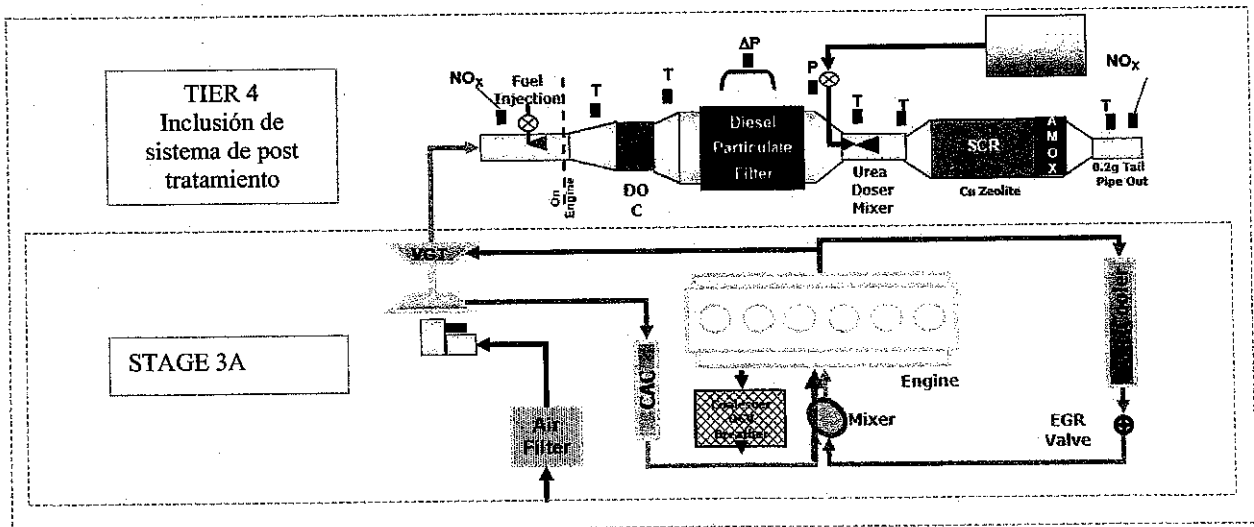 TIER 4
Inclusión de
sistema de post
tratamiento
NOX
Fuel
Injection
T
T
ΔP
P
T
T
NOX
T
On
Engine
DO
C
Diesel
Particulate
Filter
Urea
Doser
Mixer
SCR
AMOX
Cu Zeolite
0.2g Tail
Pipe Out
STAGE 3A
VGT
Air
Filter
CAC
Engine
Mixer
EGR
Valve